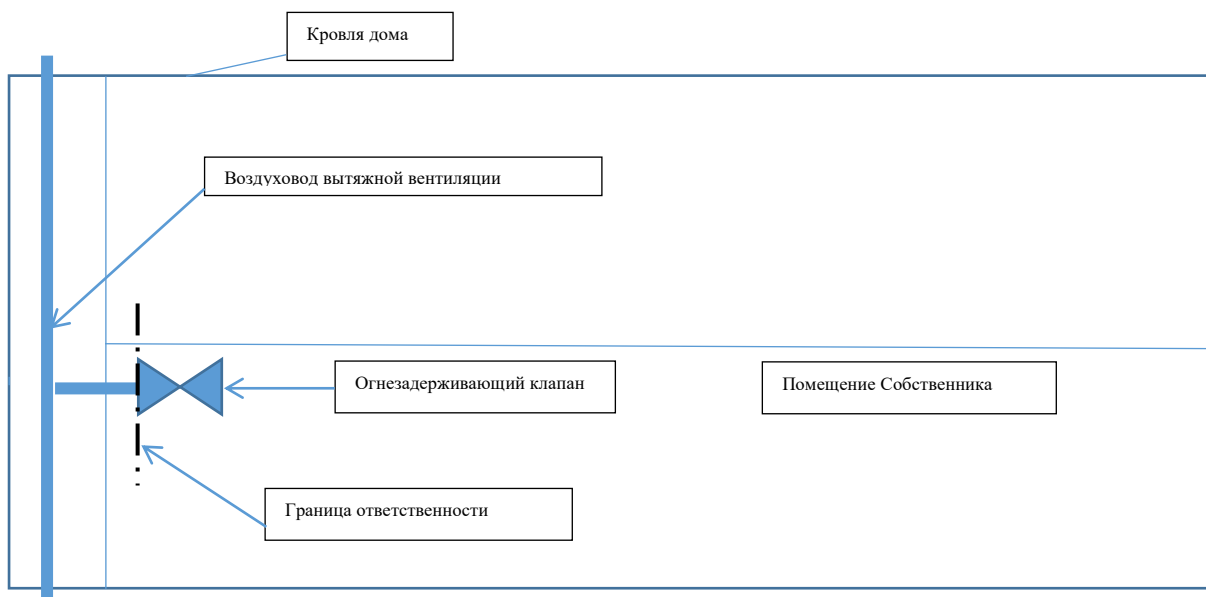 Кровля дома
Воздуховод вытяжной вентиляции
Огнезадерживающий клапан
Помещение Собственника
Граница ответственности